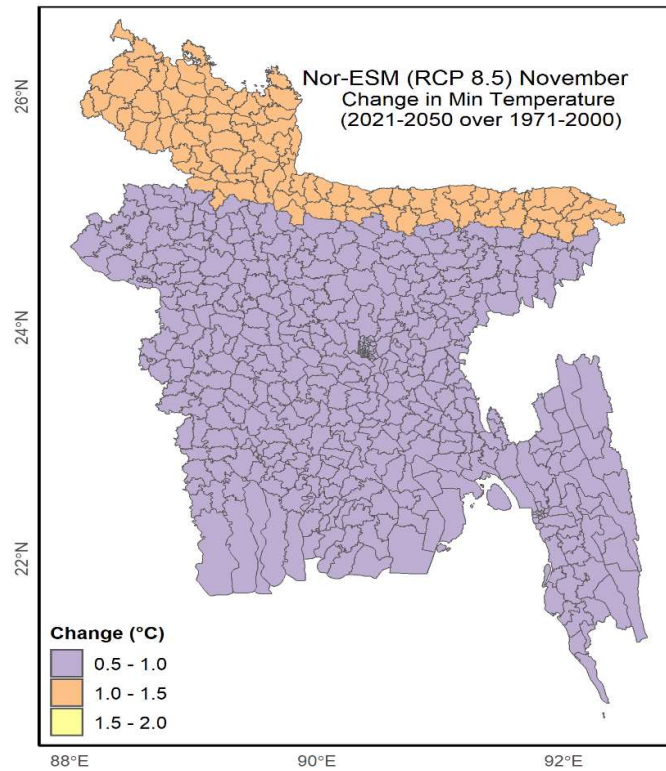 Nor-ESM (RCP 8.5) November
Change in Min Temperature
(2021-2050 over 1971-2000)
26°N
24°N
22°N
Change (°C)
0.5 - 1.0
1.0 - 1.5
1.5 - 2.0
88°E
90°E
92°E